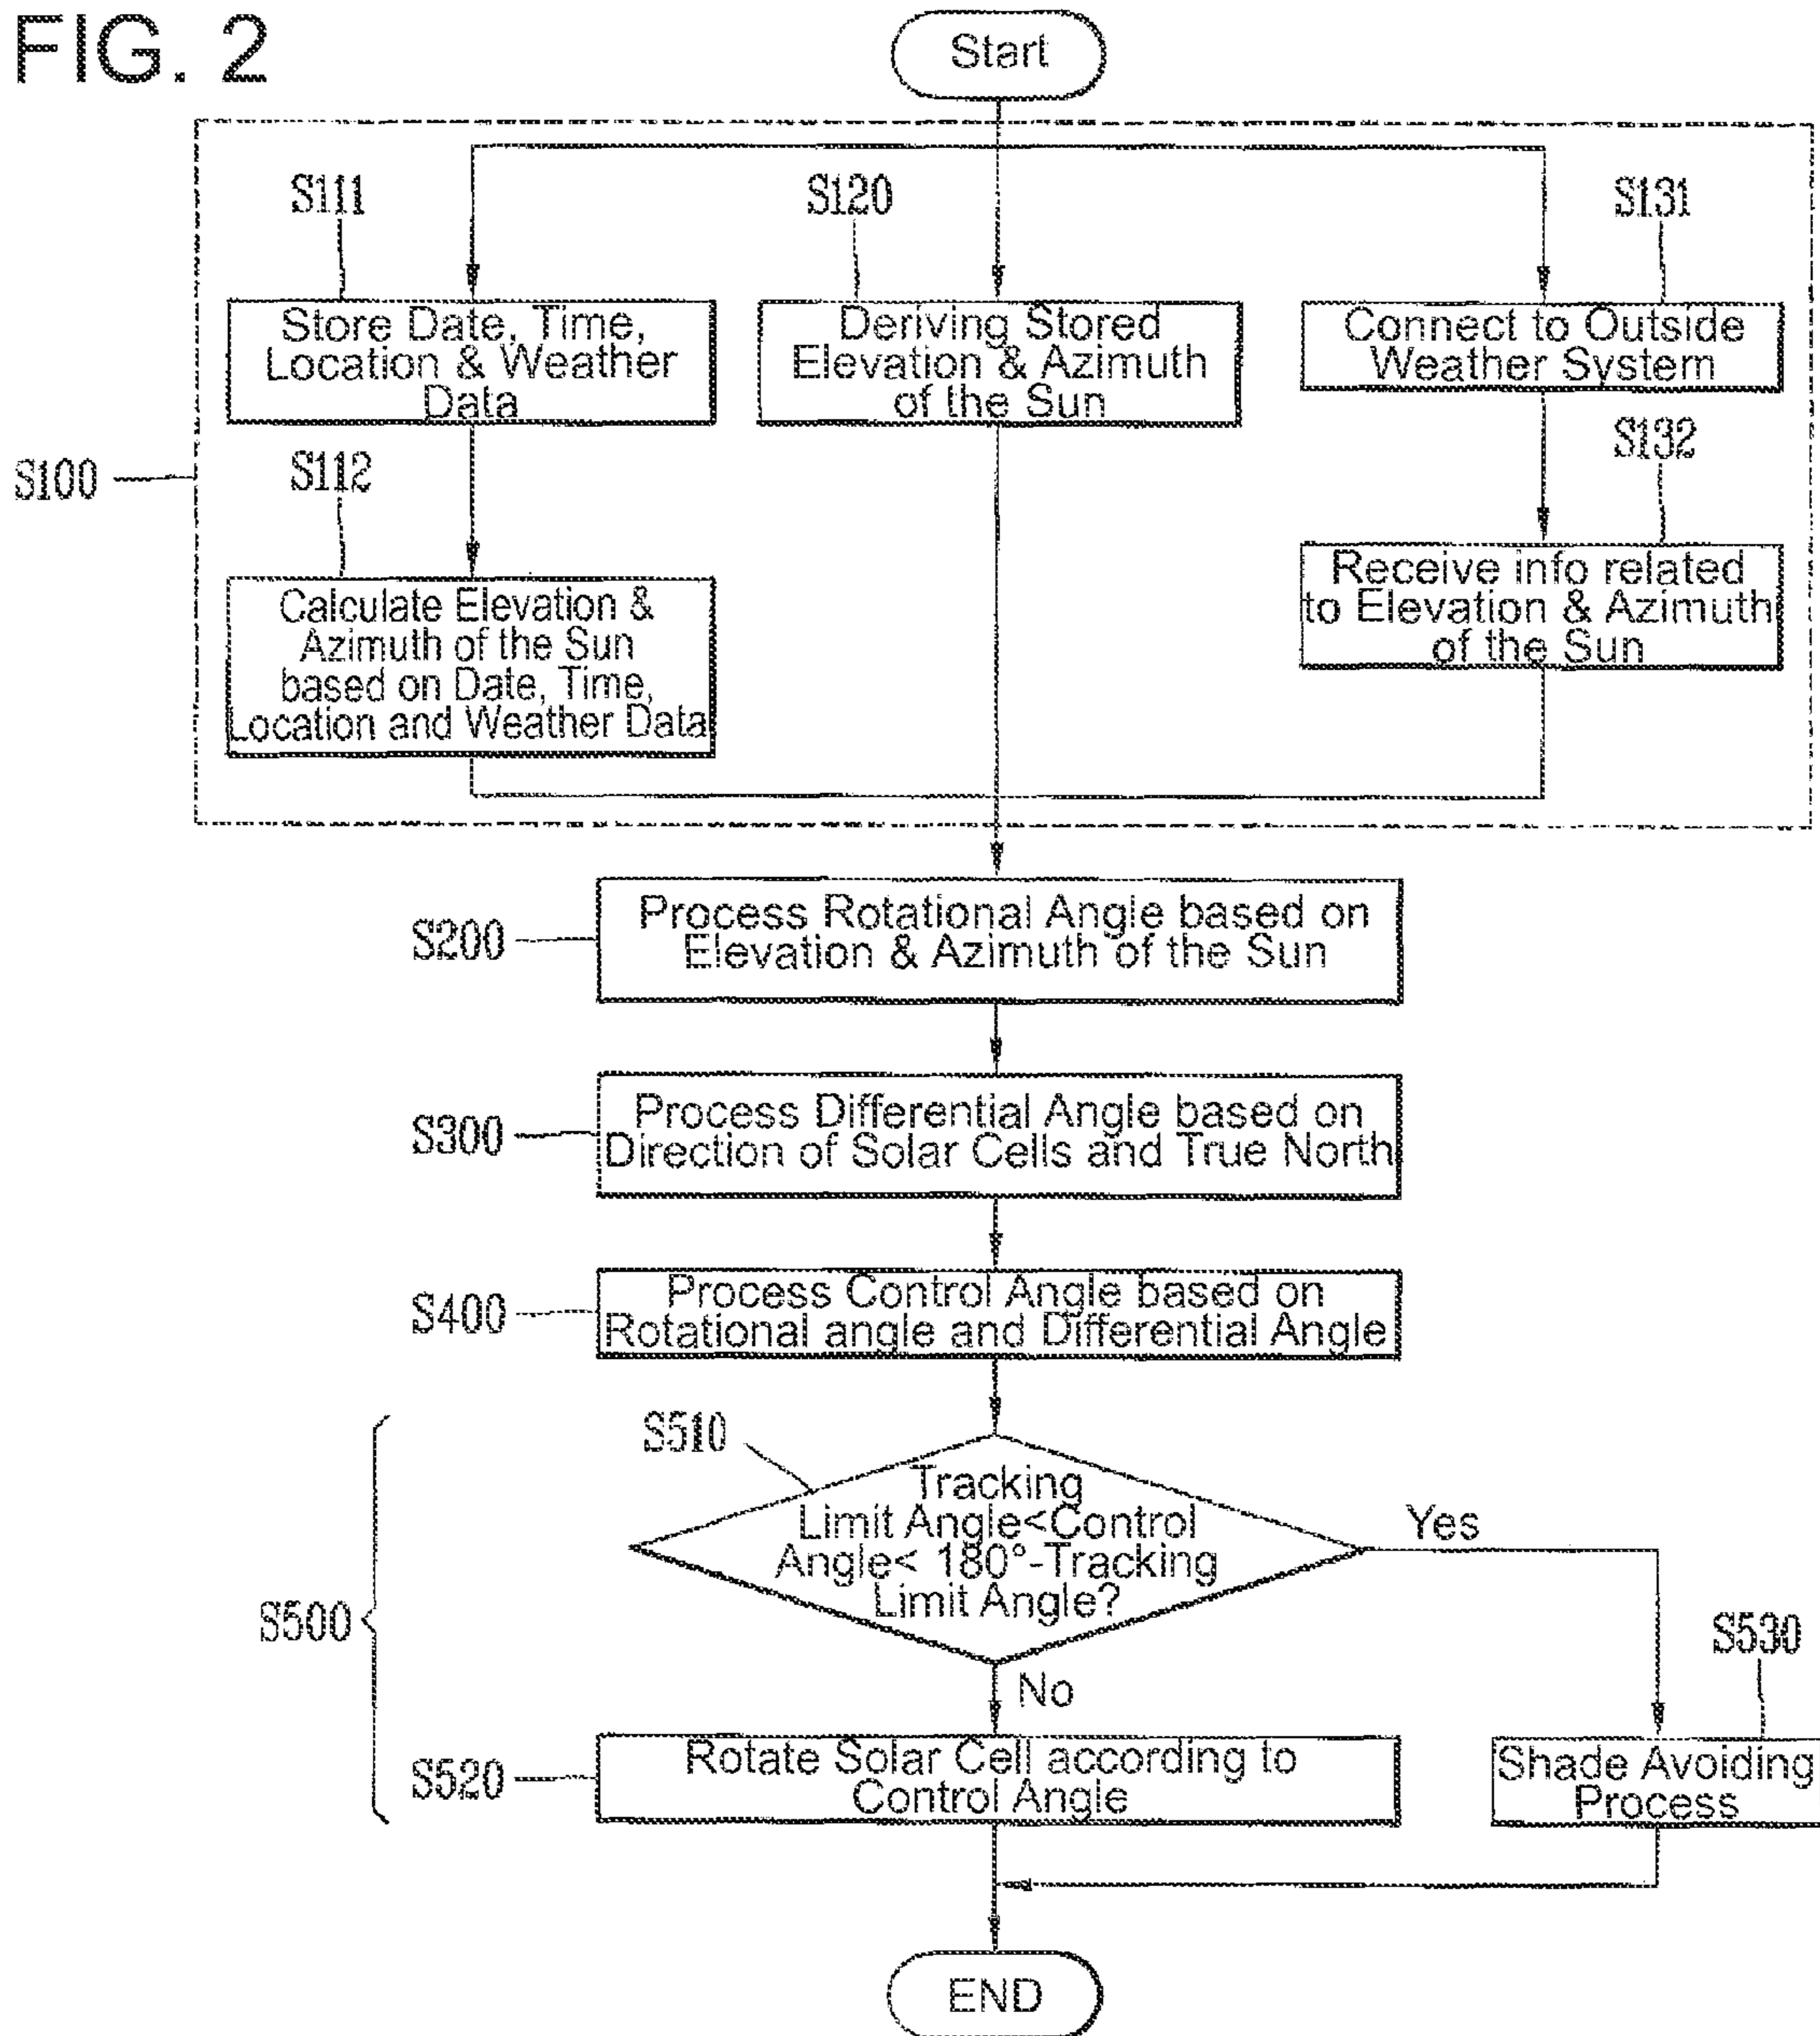 FIG. 2
Start
S111
S120
S131
Store Date, Time,
Location & Weather
Data
Deriving Stored
Elevation & Azimuth
of the Sun
Connect to Outside
Weather System
S100
S112
S132
Calculate Elevation &
Azimuth of the Sun
based on Date, Time,
Location and Weather Data
Receive info related
to Elevation & Azimuth
of the Sun
S200
Process Rotational Angle based on
Elevation & Azimuth of the Sun
S300
Process Differential Angle based on
Direction of Solar Cells and True North
S400
Process Control Angle based on
Rotational angle and Differential Angle
S500
S510
Tracking
Limit Angle<Control
Angle< 180°-Tracking
Limit Angle?
Yes
No
S530
S520
Rotate Solar Cell according to
Control Angle
Shade Avoiding
Process
END